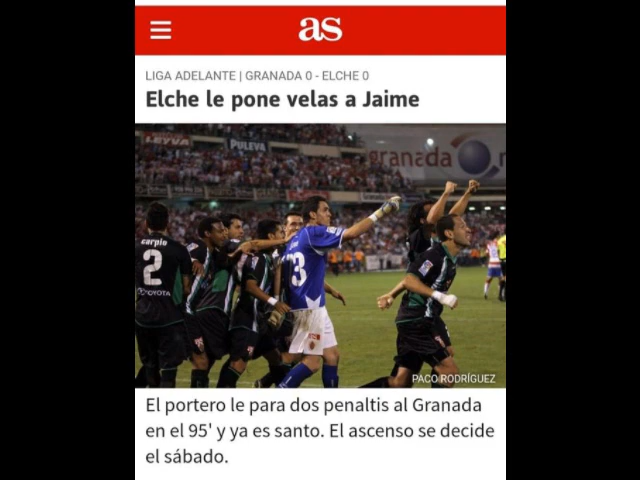 as
LIGA ADELANTE | GRANADA 0 - ELCHE 0
Elche le pone velas a Jaime
LEYVA
PULEVA
granada
carpio
2
TOYOTA
23
PACO RODRÍGUEZ
El portero le para dos penaltis al Granada
en el 95' y ya es santo. El ascenso se decide
el sábado.